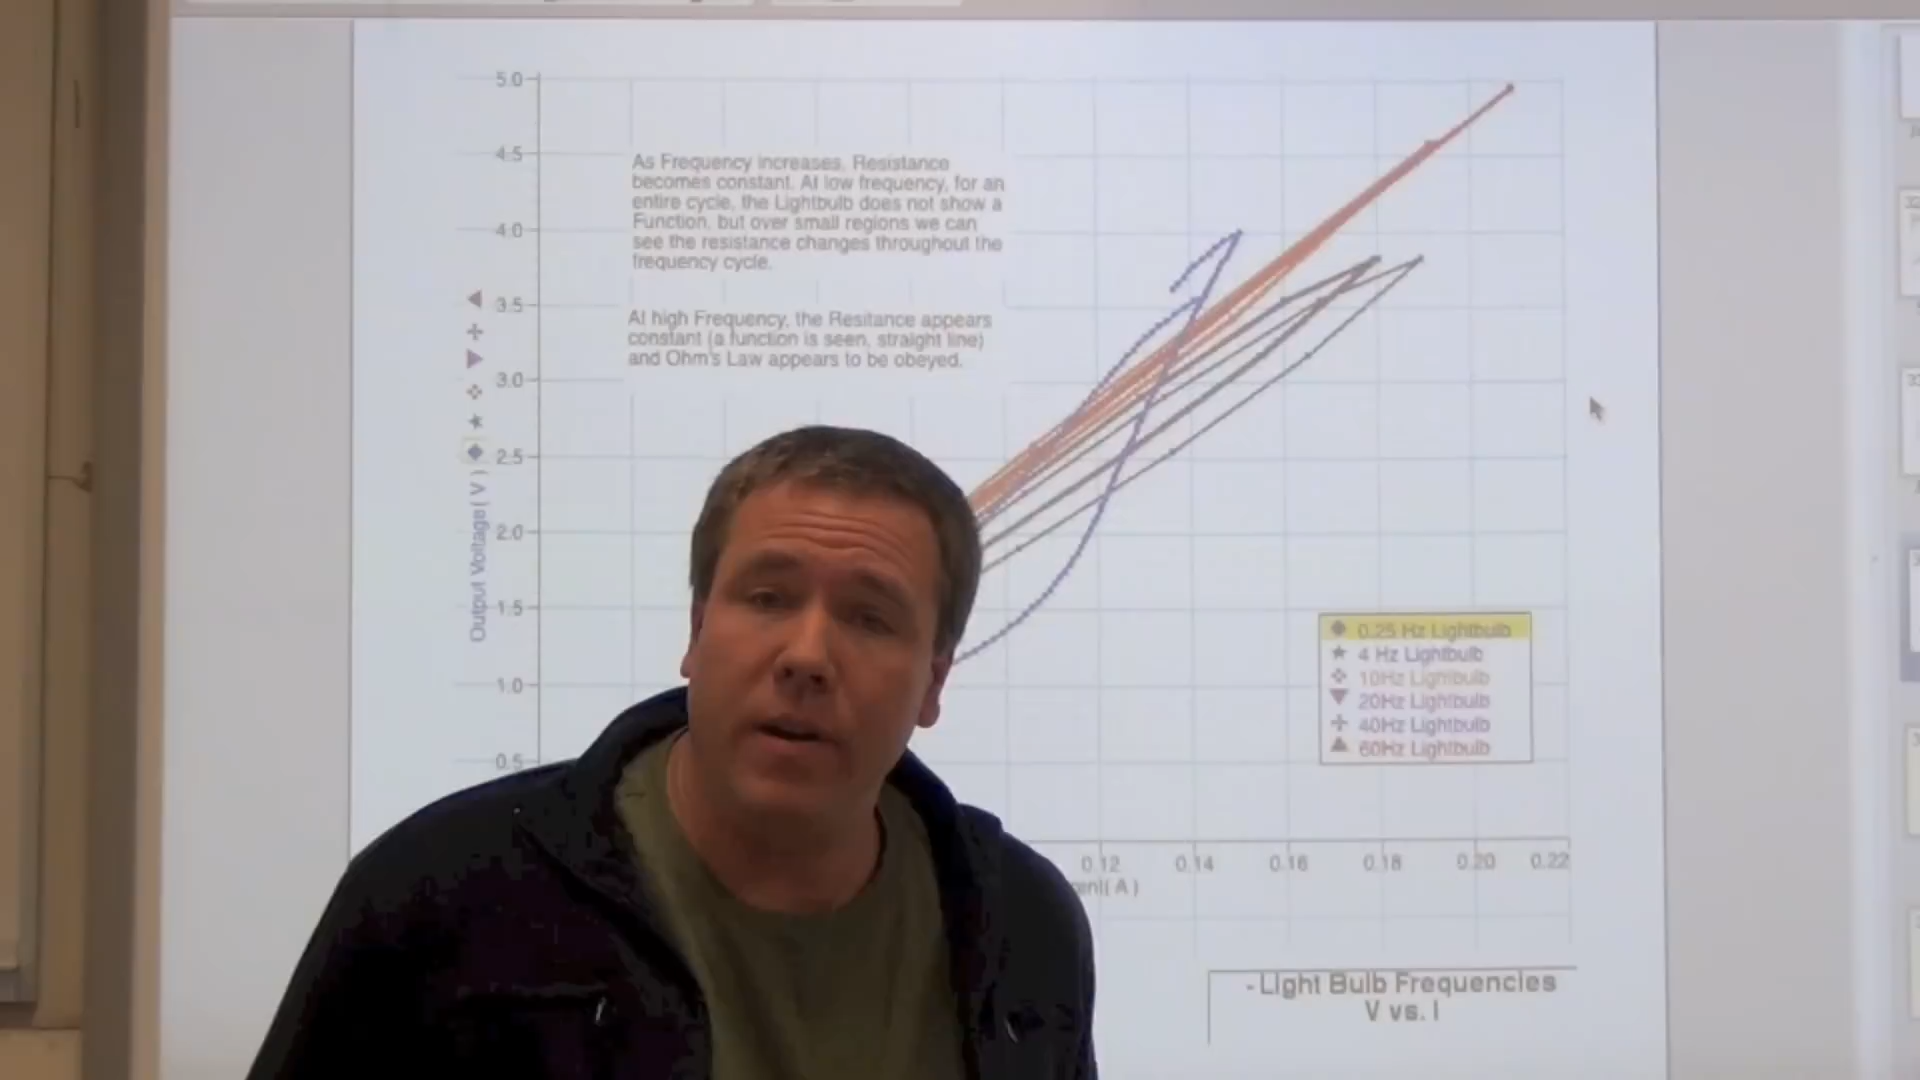 5.0
4.5
4.0
3.5
3.0
2.5
2.0
1.5
1.0
0.5
Output Voltage( V )
As Frequency increases, Resistance
becomes constant. At low frequency, for an
entire cycle, the Lightbulb does not show a
Function, but over small regions we can
see the resistance changes throughout the
frequency cycle.
At high Frequency, the Resitance appears
constant (a function is seen, straight line)
and Ohm's Law appears to be obeyed.
0.25 Hz Lightbulb
4 Hz Lightbulb
10Hz Lightbulb
20Hz Lightbulb
40Hz Lightbulb
60Hz Lightbulb
0.12 0.14 0.16 0.18 0.20 0.22
( A )
- Light Bulb Frequencies
V vs. I